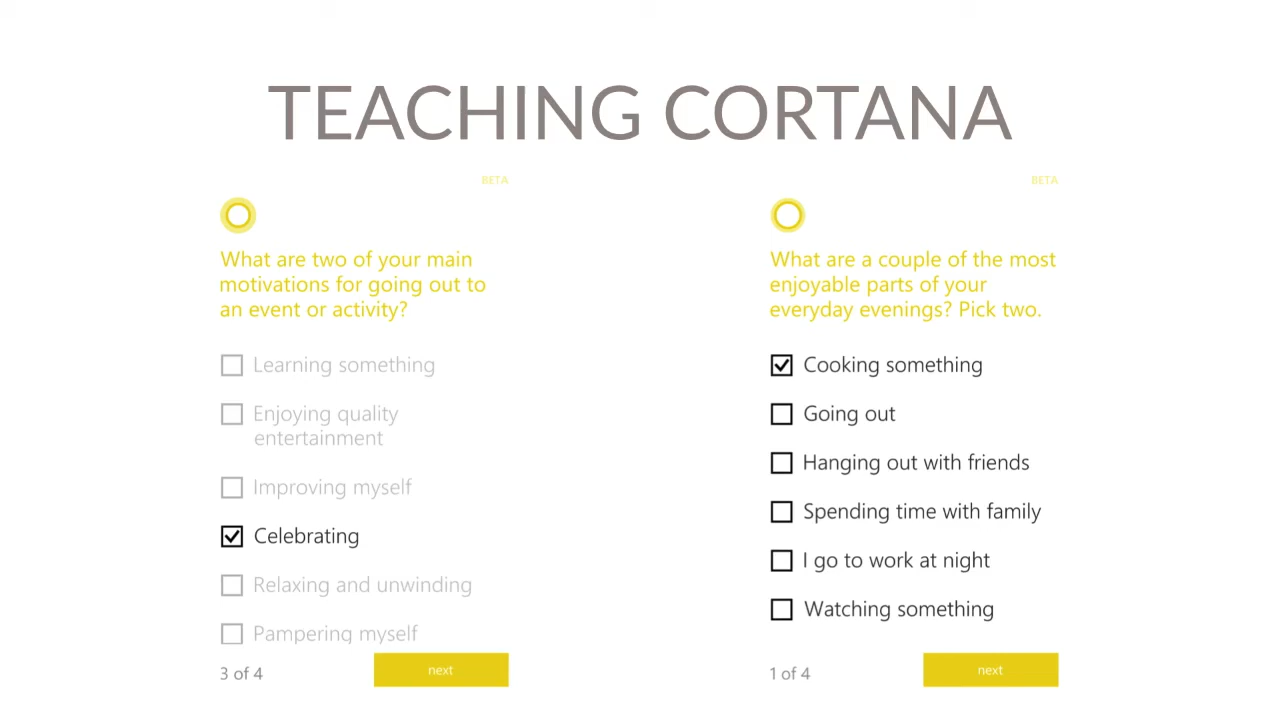 TEACHING CORTANA
BETA
What are two of your main
motivations for going out to
an event or activity?
Learning something
Enjoying quality
entertainment
Improving myself
Celebrating
Relaxing and unwinding
Pampering myself
3 of 4
next
BETA
What are a couple of the most
enjoyable parts of your
everyday evenings? Pick two.
Cooking something
Going out
Hanging out with friends
Spending time with family
I go to work at night
Watching something
1 of 4
next